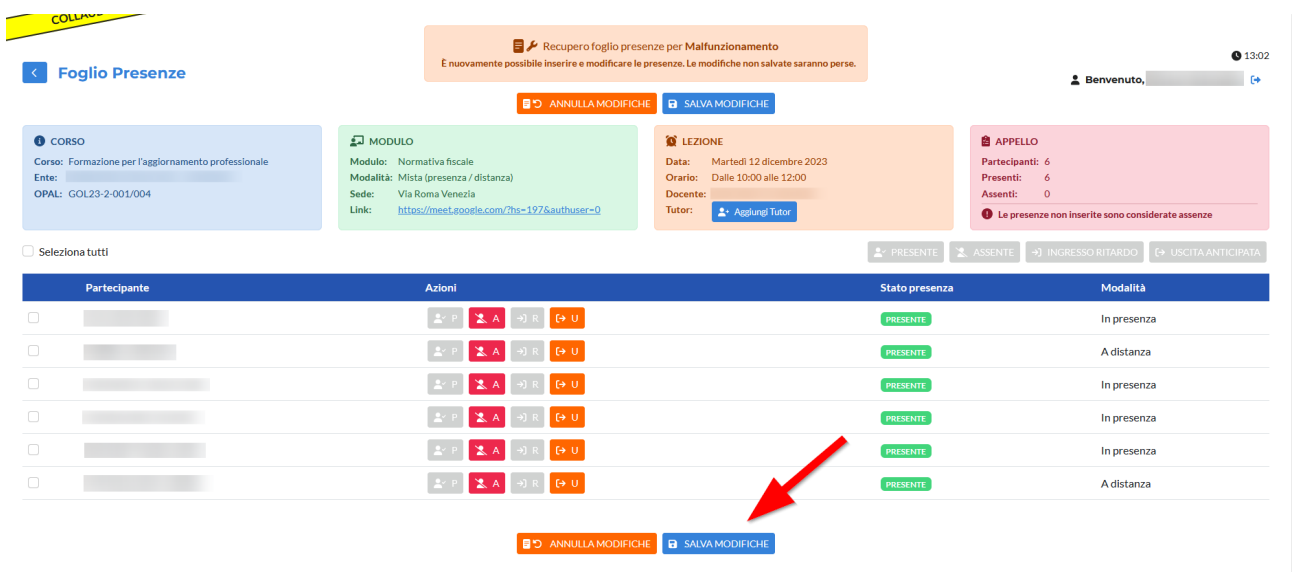 Recupero foglio presenze per Malfunzionamento
È nuovamente possibile inserire e modificare le presenze. Le modifiche non salvate saranno perse.
13:02
Foglio Presenze
Benvenuto,
ANNULLA MODIFICHE SALVA MODIFICHE
CORSO
Corso: Formazione per l'aggiornamento professionale
Ente:
OPAL: GOL23-2-001/004
MODULO
Modulo: Normativa fiscale
Modalità: Mista (presenza / distanza)
Sede: Via Roma Venezia
Link: https://meet.google.com/?hs=197&authuser=0
LEZIONE
Data: Martedì 12 dicembre 2023
Orario: Dalle 10:00 alle 12:00
Docente:
Tutor: Aggiungi Tutor
APPELLO
Partecipanti: 6
Presenti: 6
Assenti: 0
Le presenze non inserite sono considerate assenze
Seleziona tutti
PRESENTE ASSENTE INGRESSO RITARDO USCITA ANTICIPATA
Partecipante Azioni Stato presenza Modalità
P A R U PRESENTE In presenza
P A R U PRESENTE A distanza
P A R U PRESENTE In presenza
P A R U PRESENTE In presenza
P A R U PRESENTE In presenza
P A R U PRESENTE A distanza
ANNULLA MODIFICHE SALVA MODIFICHE